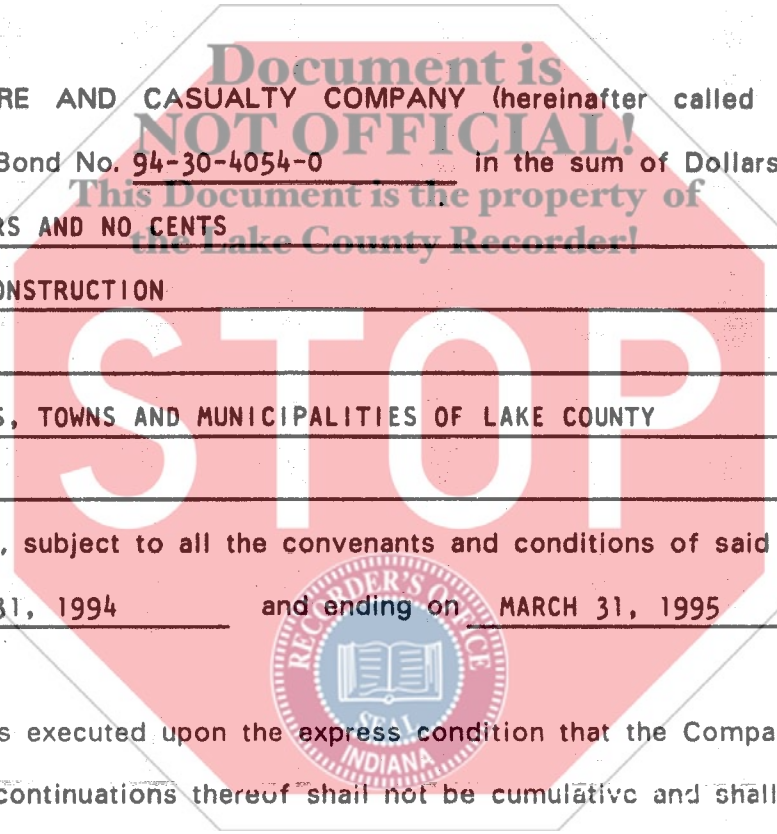 Document is
RE AND CASUALTY COMPANY (hereinafter called
NOT OFFICIAL!
Bond No. 94-30-4054-0 in the sum of Dollars
This Document is the property of
RS AND NO CENTS
the Lake County Recorder!
ONSTRUCTION
STOP
S, TOWNS AND MUNICIPALITIES OF LAKE COUNTY
, subject to all the convenants and conditions of said
31, 1994 and ending on MARCH 31, 1995
RECORDER'S OFFICE
SEAL
INDIANA
s executed upon the express condition that the Compa
continuations thereof shall not be cumulative and shall